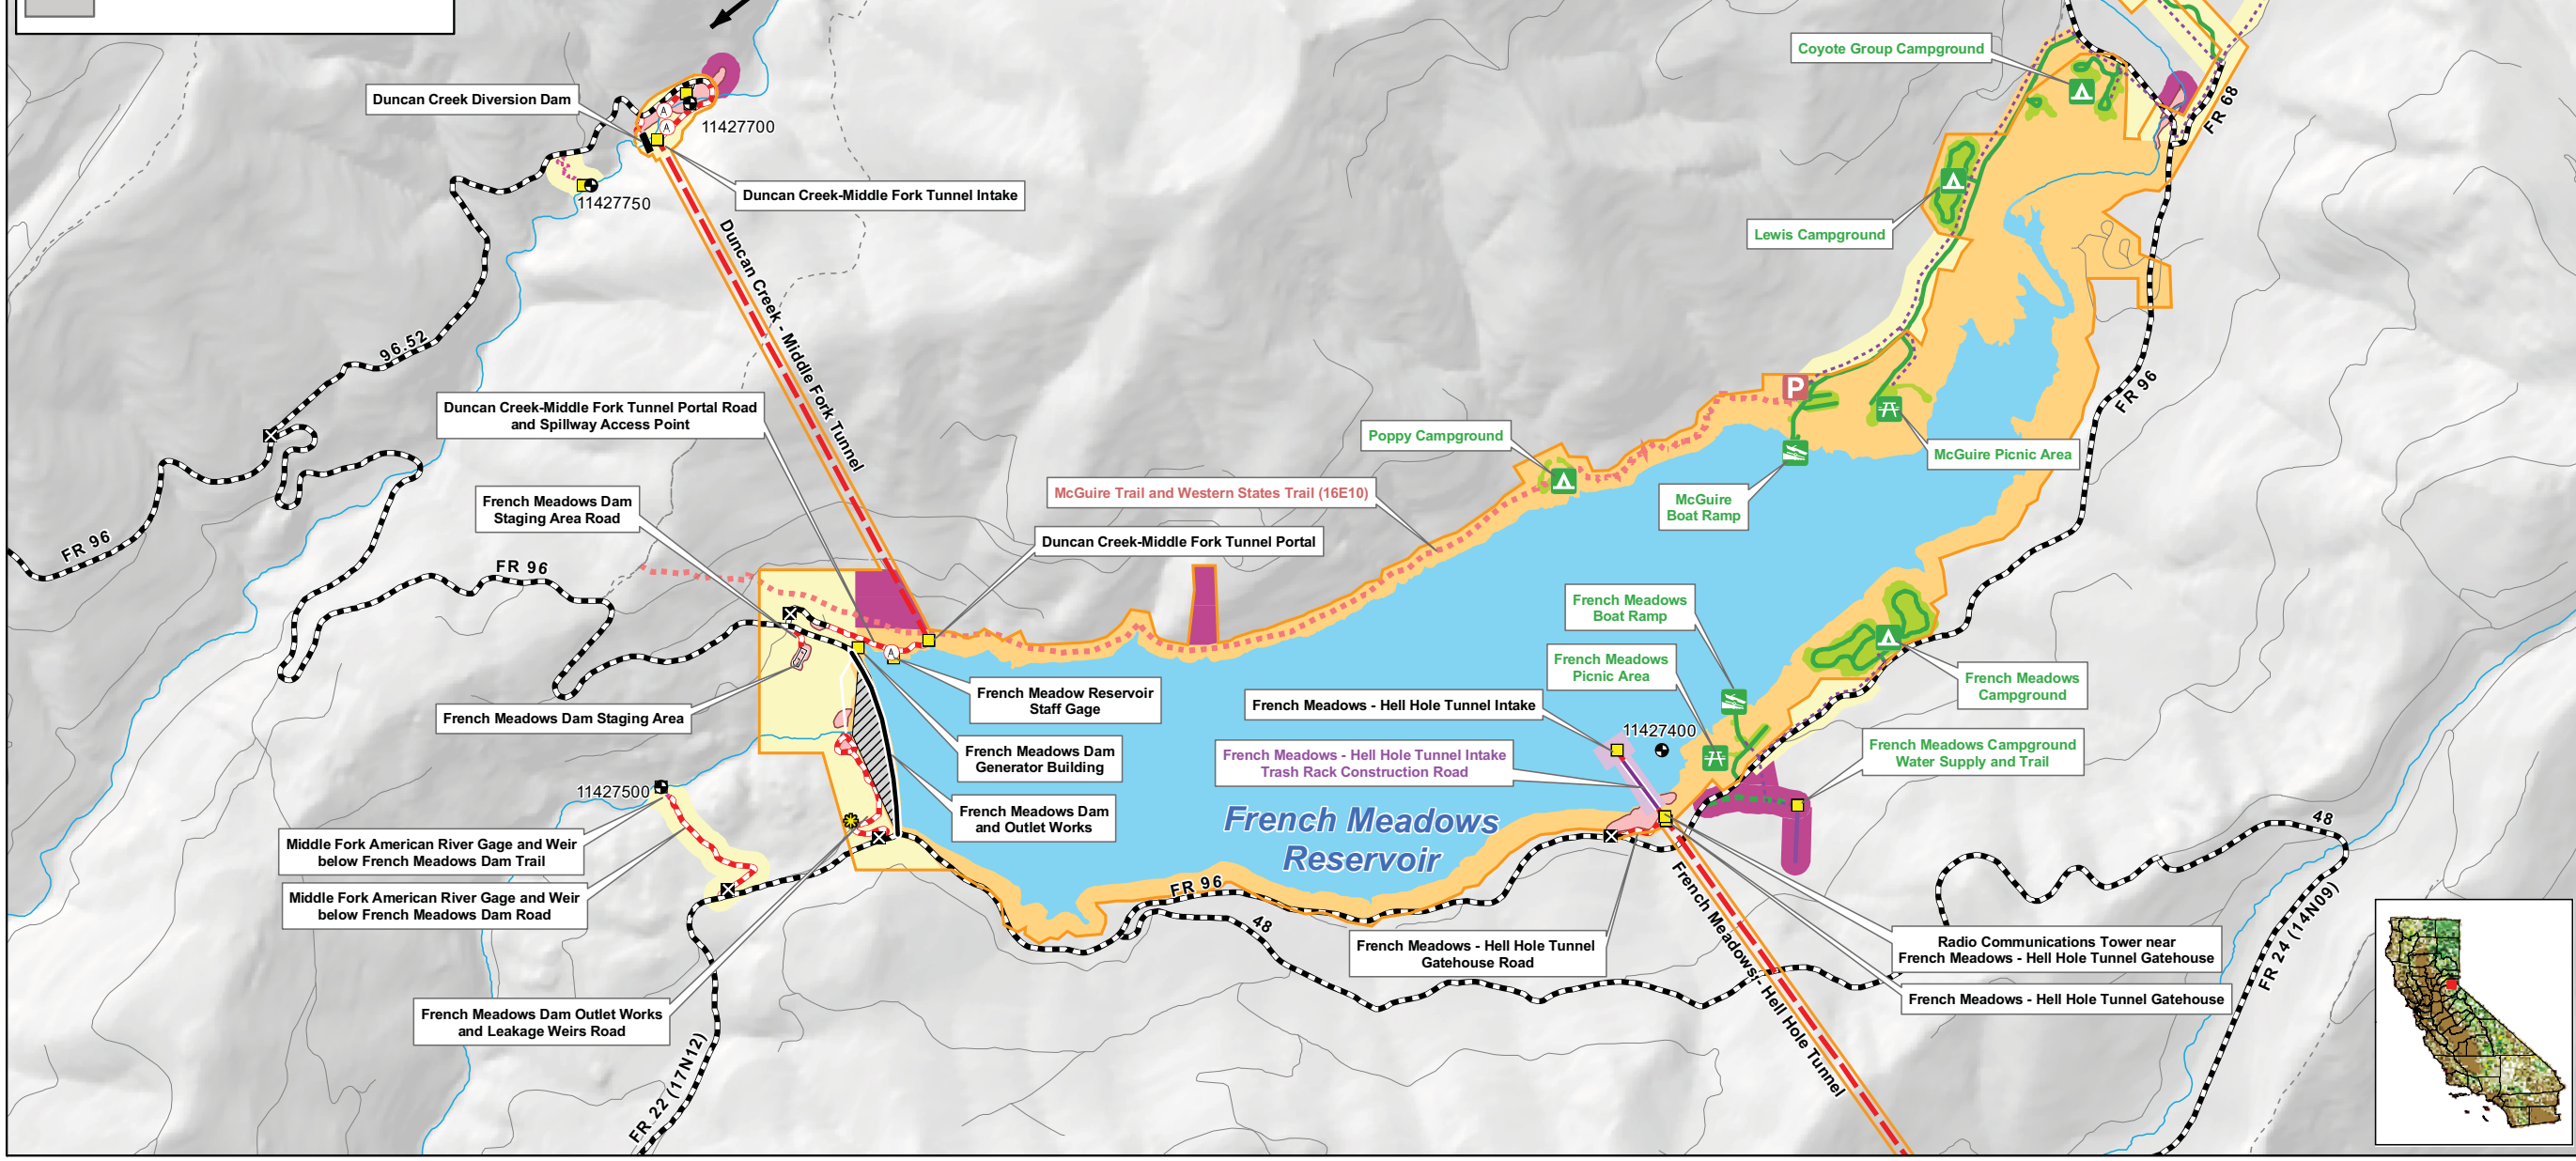 Coyote Group Campground
FR 68
Duncan Creek Diversion Dam
A
A
11427700
Duncan Creek-Middle Fork Tunnel Intake
11427750
Lewis Campground
Duncan Creek - Middle Fork Tunnel
96.52
FR 96
P
Duncan Creek-Middle Fork Tunnel Portal Road
and Spillway Access Point
Poppy Campground
McGuire Picnic Area
McGuire
Boat Ramp
McGuire Trail and Western States Trail (16E10)
French Meadows Dam
Staging Area Road
Duncan Creek-Middle Fork Tunnel Portal
FR 96
FR 96
French Meadows
Boat Ramp
A
French Meadows
Picnic Area
French Meadows
Campground
French Meadow Reservoir
Staff Gage
French Meadows - Hell Hole Tunnel Intake
French Meadows Dam Staging Area
11427400
French Meadows Dam
Generator Building
French Meadows - Hell Hole Tunnel Intake
Trash Rack Construction Road
French Meadows Campground
Water Supply and Trail
11427500
French Meadows Dam
and Outlet Works
French Meadows
Reservoir
48
Middle Fork American River Gage and Weir
below French Meadows Dam Trail
Middle Fork American River Gage and Weir
below French Meadows Dam Road
FR 96
48
French Meadows - Hell Hole Tunnel
Gatehouse Road
French Meadows - Hell Hole Tunnel
Radio Communications Tower near
French Meadows - Hell Hole Tunnel Gatehouse
FR 24 (14N09)
French Meadows - Hell Hole Tunnel Gatehouse
French Meadows Dam Outlet Works
and Leakage Weirs Road
FR 22 (17N12)